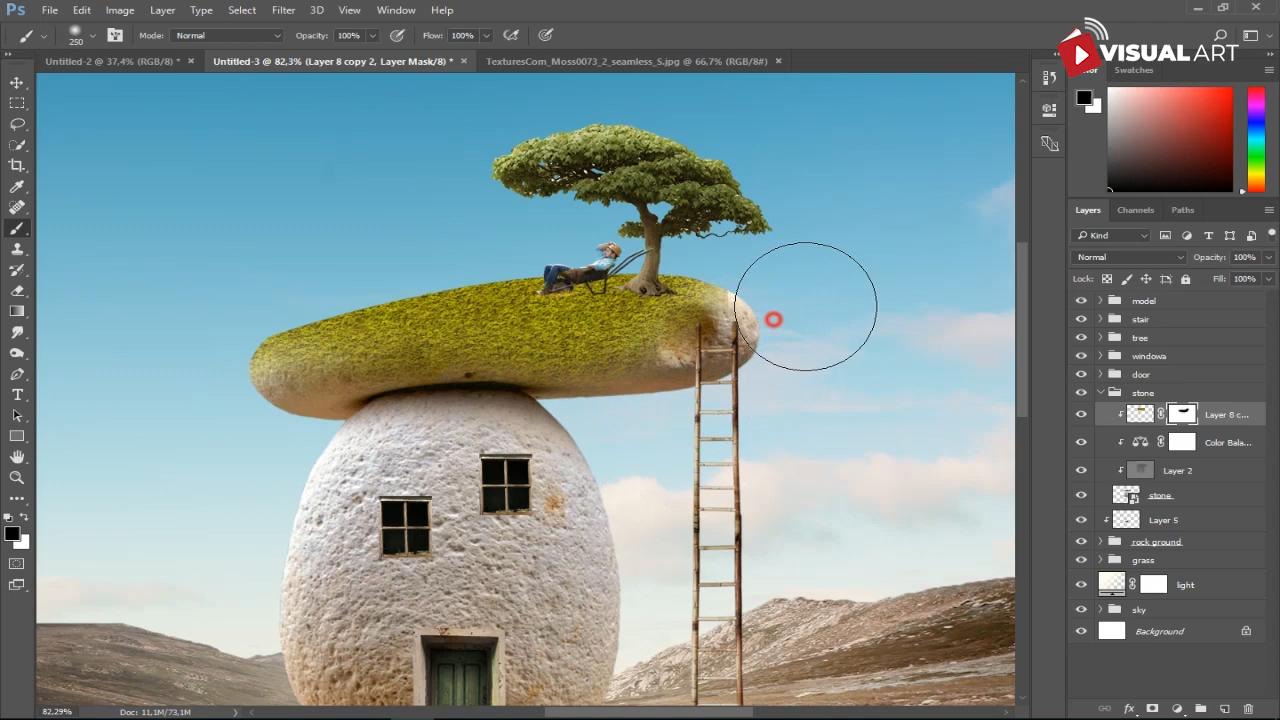 Ps File Edit Image Layer Type Select Filter 3D View Window Help
250 Mode: Normal Opacity: 100% Flow: 100%
VISUAL ART
Untitled-2 @ 37,4% (RGB/8) * × Untitled-3 @ 82,3% (Layer 8 copy 2, Layer Mask/8) * × TexturesCom_Moss0073_2_seamless_S.jpg @ 66,7% (RGB/8#) ×
Swatches
Layers Channels Paths
Kind
Normal Opacity: 100%
Lock: Fill: 100%
model
stair
tree
windowa
door
stone
Layer 8 c...
Color Bala...
Layer 2
stone
Layer 5
rock ground
grass
light
sky
Background
82,29% Doc: 11,1M/73,1M
fx